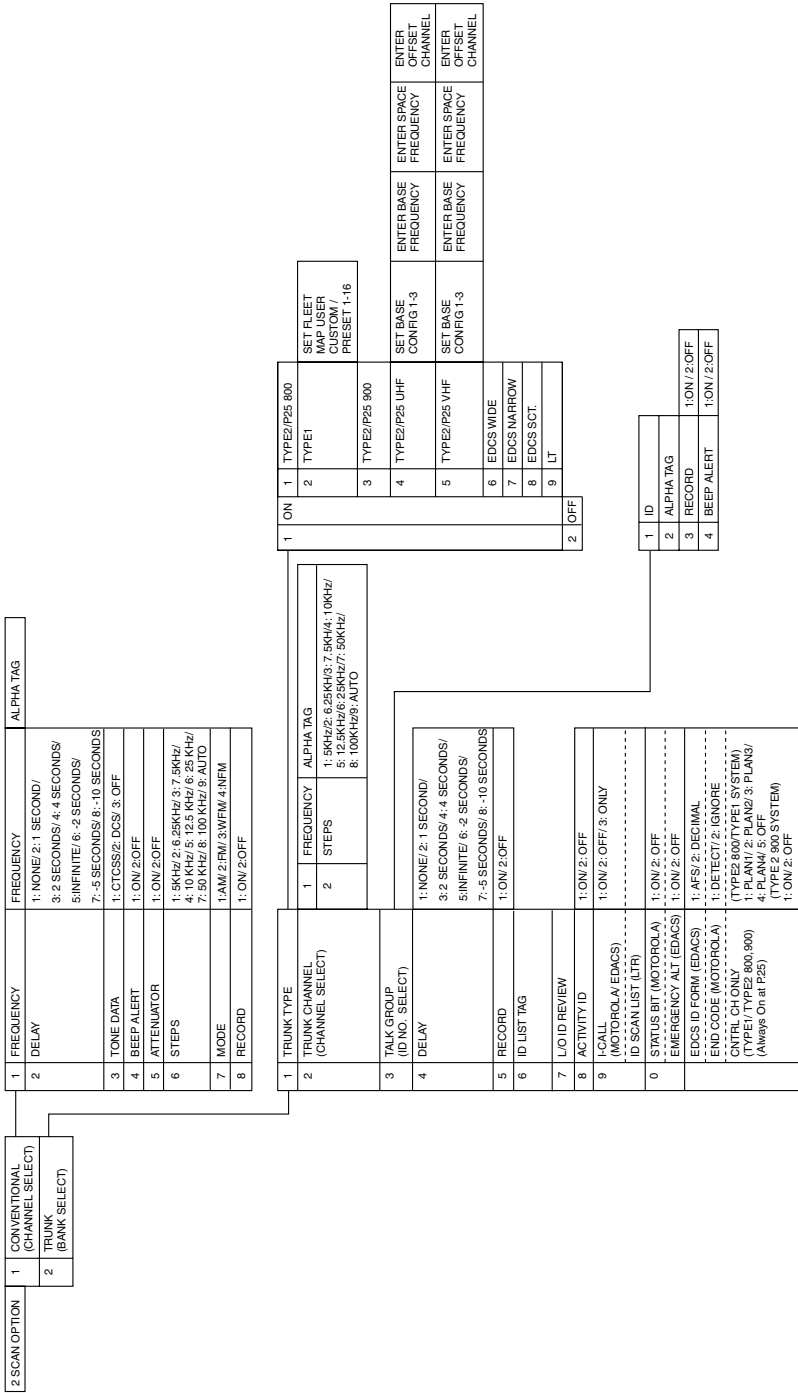 2 SCAN OPTION
1 CONVENTIONAL
(CHANNEL SELECT)
2 TRUNK
(BANK SELECT)
1 FREQUENCY FREQUENCY ALPHA TAG
2 DELAY 1: NONE/ 2: 1 SECOND/
3: 2 SECONDS/ 4: 4 SECONDS/
5:INFINITE/ 6: -2 SECONDS/
7: -5 SECONDS/ 8: -10 SECONDS
3 TONE DATA 1: CTCSS/2: DCS/ 3: OFF
4 BEEP ALERT 1: ON/ 2:OFF
5 ATTENUATOR 1: ON/ 2:OFF
6 STEPS 1: 5KHz/ 2: 6.25KHz/ 3: 7.5KHz/
4: 10 KHz/ 5: 12.5 KHz/ 6: 25 KHz/
7: 50 KHz/ 8: 100 KHz/ 9: AUTO
7 MODE 1:AM/ 2:FM/ 3:WFM/ 4:NFM
8 RECORD 1: ON/ 2:OFF
1 TRUNK TYPE
2 TRUNK CHANNEL
(CHANNEL SELECT)
3 TALK GROUP
(ID NO. SELECT)
4 DELAY 1: NONE/ 2: 1 SECOND/
3: 2 SECONDS/ 4: 4 SECONDS/
5:INFINITE/ 6: -2 SECONDS/
7: -5 SECONDS/ 8: -10 SECONDS
5 RECORD 1: ON/ 2:OFF
6 ID LIST TAG
7 L/O ID REVIEW
8 ACTIVITY ID 1: ON/ 2: OFF
9 I-CALL
(MOTOROLA/ EDACS) 1: ON/ 2: OFF/ 3: ONLY
ID SCAN LIST (LTR)
0 STATUS BIT (MOTOROLA) 1: ON/ 2: OFF
EMERGENCY ALT (EDACS) 1: ON/ 2: OFF
EDCS ID FORM (EDACS) 1: AFS/ 2: DECIMAL
END CODE (MOTOROLA) 1: DETECT/ 2: IGNORE
CNTRL CH ONLY
(TYPE1/ TYPE2 800,900)
(Always On at P.25)
(TYPE2 800/TYPE1 SYSTEM)
1: PLAN1/ 2: PLAN2/ 3: PLAN3/
4: PLAN4/ 5: OFF
(TYPE 2 900 SYSTEM)
1: ON/ 2: OFF
1 FREQUENCY ALPHA TAG
2 STEPS 1: 5KHz/2: 6.25KH/3: 7.5KH/4: 10KHz/
5: 12.5KHz/6: 25KHz/7: 50KHz/
8: 100KHz/9: AUTO
1 ON
2 OFF
1 TYPE2/P25 800
2 TYPE1 SET FLEET
MAP USER
CUSTOM /
PRESET 1-16
3 TYPE2/P25 900
4 TYPE2/P25 UHF SET BASE
CONFIG 1-3 ENTER BASE
FREQUENCY ENTER SPACE
FREQUENCY ENTER
OFFSET
CHANNEL
5 TYPE2/P25 VHF SET BASE
CONFIG 1-3 ENTER BASE
FREQUENCY ENTER SPACE
FREQUENCY ENTER
OFFSET
CHANNEL
6 EDCS WIDE
7 EDCS NARROW
8 EDCS SCT.
9 LT
1 ID
2 ALPHA TAG
3 RECORD 1:ON / 2:OFF
4 BEEP ALERT 1:ON / 2:OFF